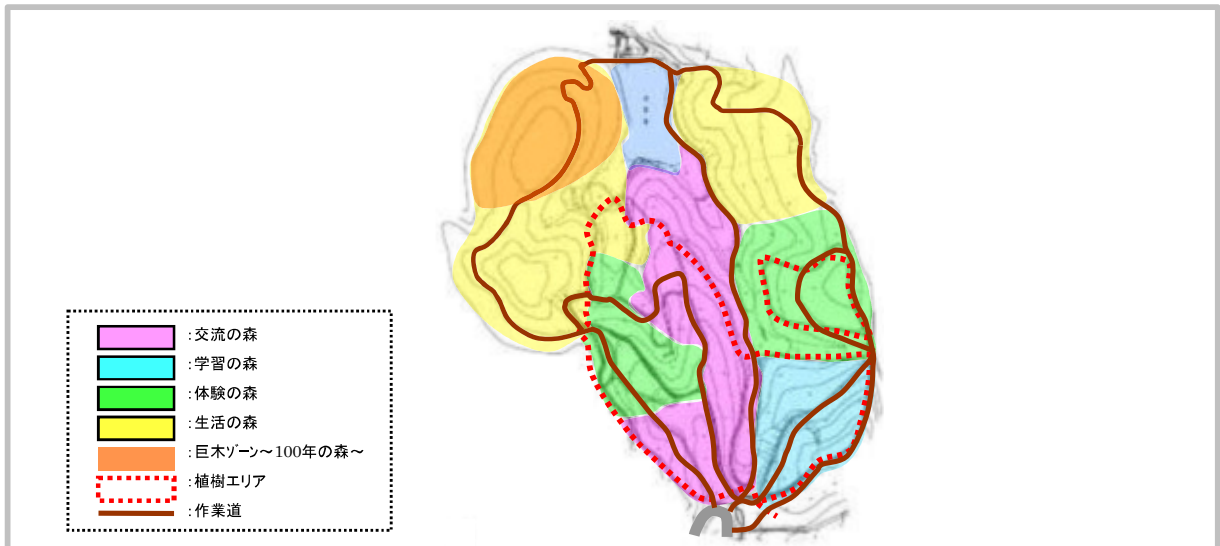 :交流の森
:学習の森
:体験の森
:生活の森
:巨木ｿﾞｰﾝ～100年の森～
:植樹エリア
:作業道